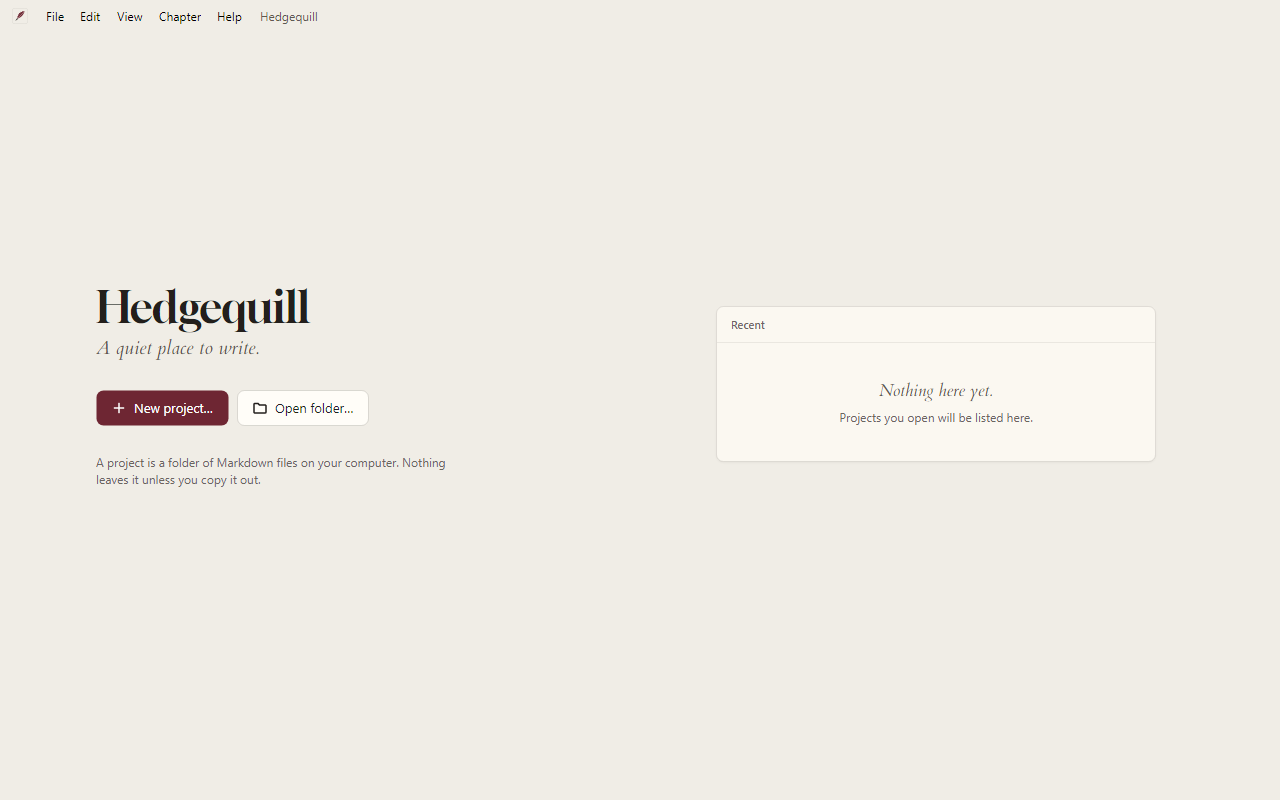 File Edit View Chapter Help Hedgequill
Hedgequill
A quiet place to write.
New project...
Open folder...
A project is a folder of Markdown files on your computer. Nothing
leaves it unless you copy it out.
Recent
Nothing here yet.
Projects you open will be listed here.